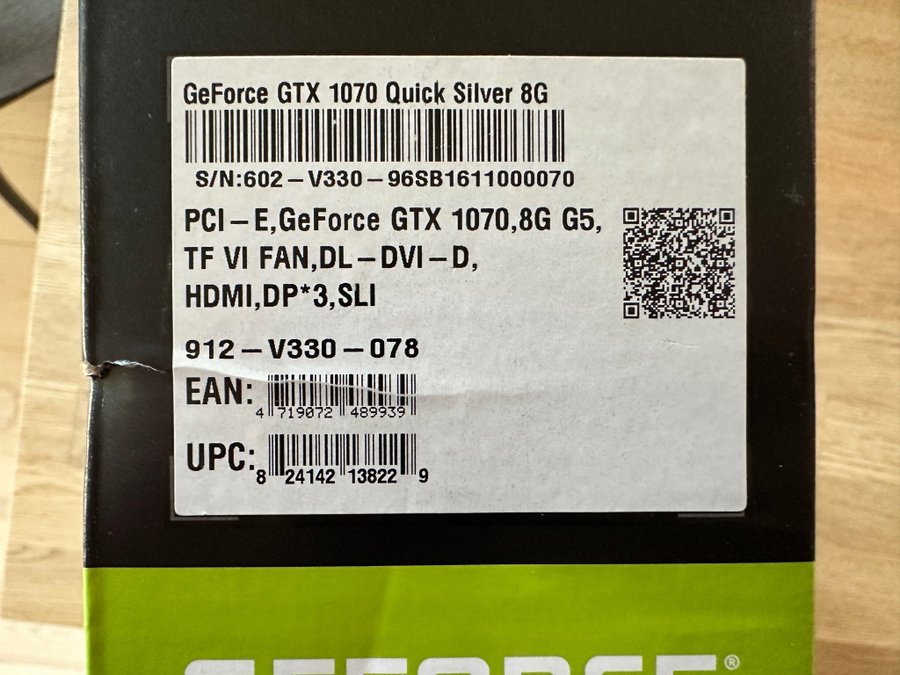 GeForce GTX 1070 Quick Silver 8G
S/N:602-V330-96SB1611000070
PCI-E,GeForce GTX 1070,8G G5,
TF VI FAN,DL-DVI-D,
HDMI,DP*3,SLI
912-V330-078
EAN:
4 719072 489939
UPC:
8 24142 13822 9
GEFORCE®